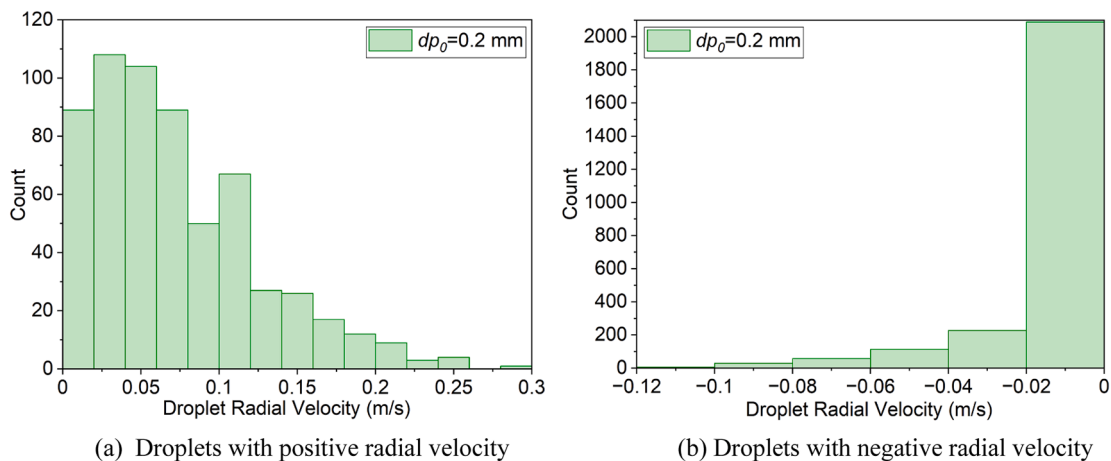 120
100
80
60
40
20
0
Count
dp0=0.2 mm
0 0.05 0.1 0.15 0.2 0.25 0.3
Droplet Radial Velocity (m/s)
(a) Droplets with positive radial velocity
2000
1800
1600
1400
1200
1000
800
600
400
200
0
Count
dp0=0.2 mm
−0.12 −0.1 −0.08 −0.06 −0.04 −0.02 0
Droplet Radial Velocity (m/s)
(b) Droplets with negative radial velocity